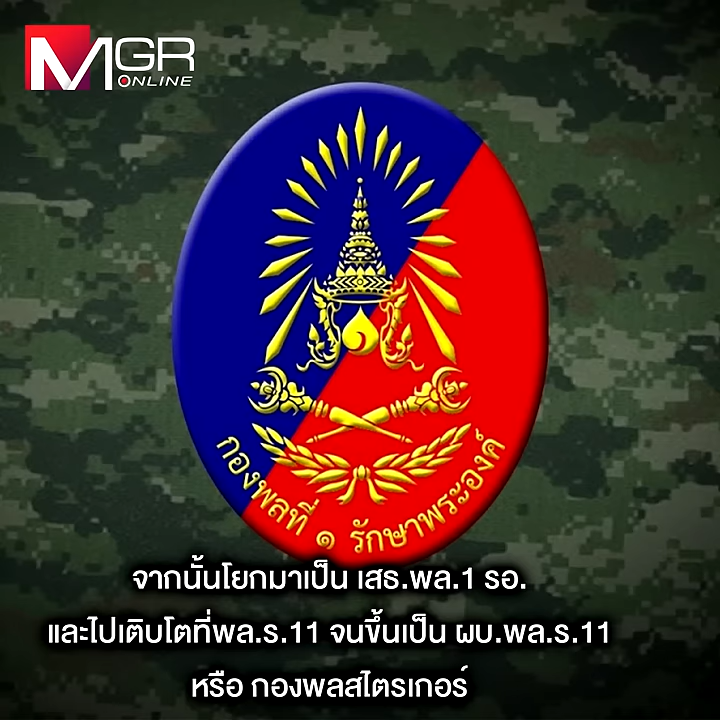 MGR
ONLINE
กองพลที่ ๑ รักษาพระองค์
จากนั้นโยกมาเป็น เสธ.พล.1 รอ.
และไปเติบโตที่พล.ร.11 จนขึ้นเป็น ผบ.พล.ร.11
หรือ กองพลสไตรเกอร์